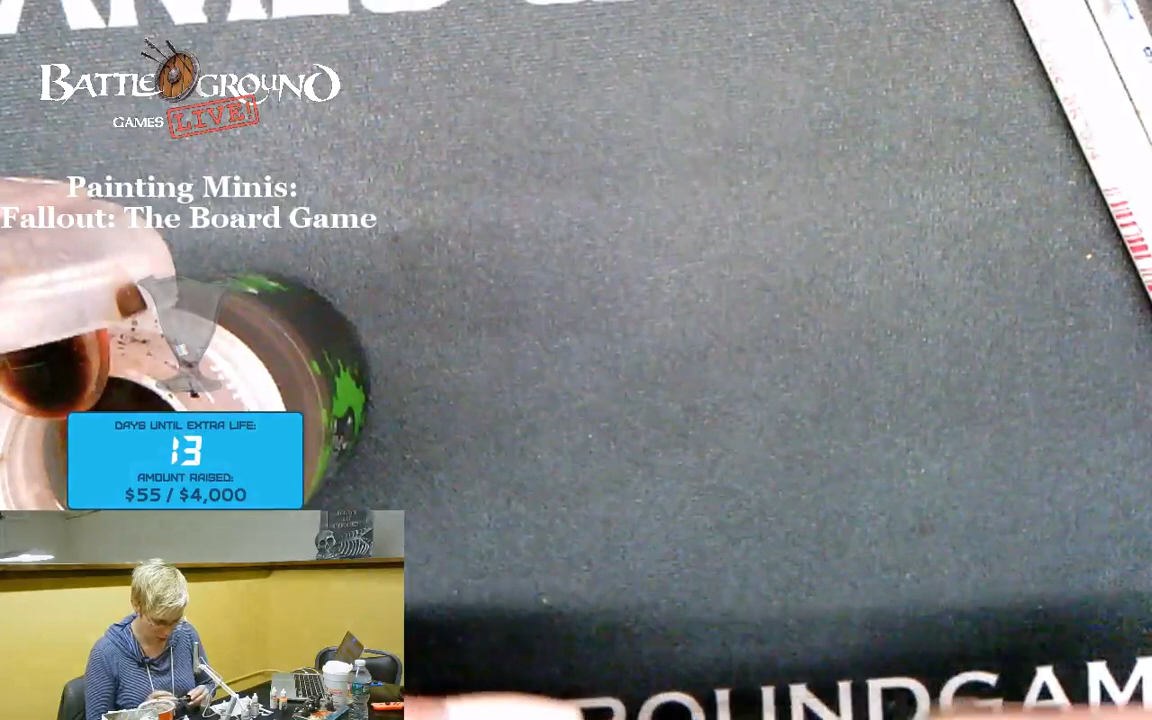 BATTLEGROUND
GAMES LIVE!
Painting Minis:
Fallout: The Board Game
DAYS UNTIL EXTRA LIFE:
13
AMOUNT RAISED:
$55 / $4,000
ROUNDGAM